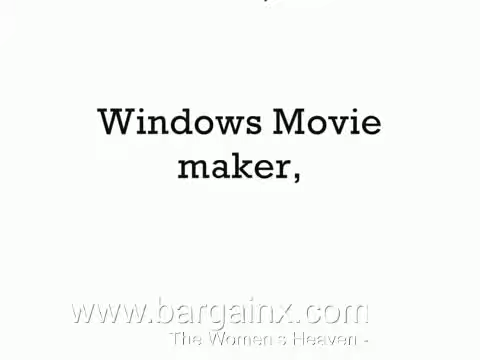 Windows Movie
maker,
www.bargainx.com
The Women's Heaven -